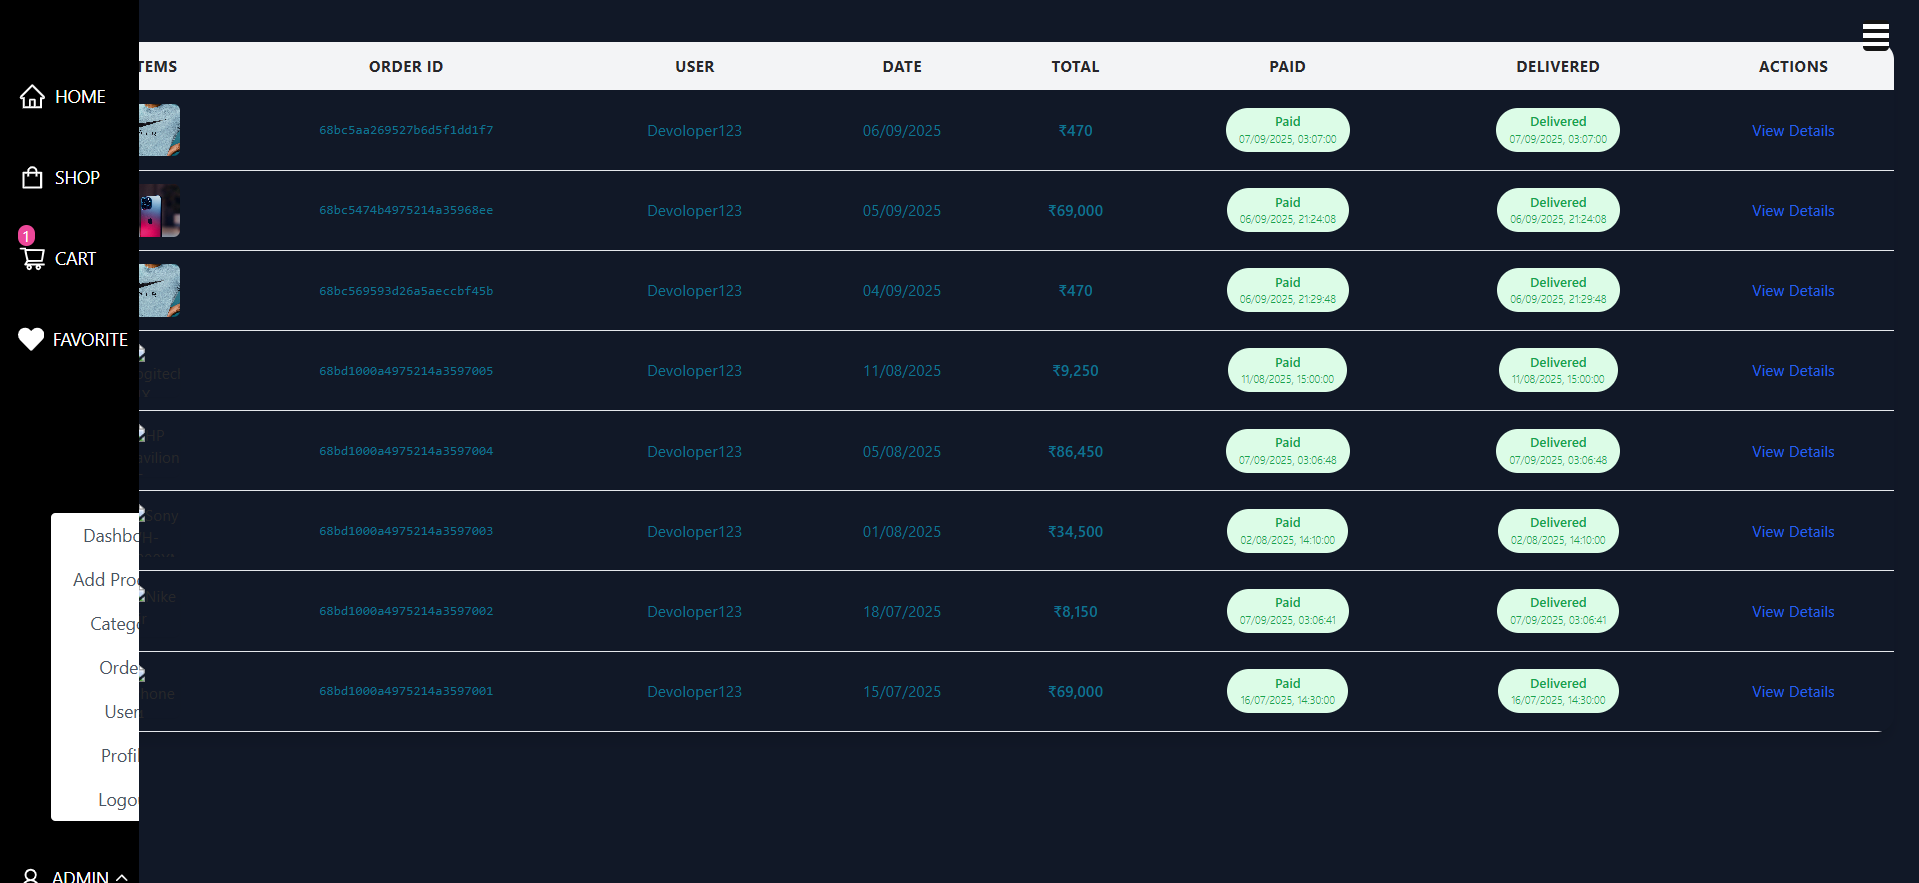 HOME
SHOP
1
CART
FAVORITE
Dashbo
Add Proc
Catego
Orde
User
Profil
Logo
ADMIN
TEMS ORDER ID USER DATE TOTAL PAID DELIVERED ACTIONS
68bc5aa269527b6d5f1dd1f7 Devoloper123 06/09/2025 ₹470 Paid Delivered View Details
07/09/2025, 03:07:00 07/09/2025, 03:07:00
68bc5474b4975214a35968ee Devoloper123 05/09/2025 ₹69,000 Paid Delivered View Details
06/09/2025, 21:24:08 06/09/2025, 21:24:08
68bc569593d26a5aeccbf45b Devoloper123 04/09/2025 ₹470 Paid Delivered View Details
06/09/2025, 21:29:48 06/09/2025, 21:29:48
ogitecl 68bd1000a4975214a3597005 Devoloper123 11/08/2025 ₹9,250 Paid Delivered View Details
11/08/2025, 15:00:00 11/08/2025, 15:00:00
HP
avilion 68bd1000a4975214a3597004 Devoloper123 05/08/2025 ₹86,450 Paid Delivered View Details
07/09/2025, 03:06:48 07/09/2025, 03:06:48
Sony
H- 68bd1000a4975214a3597003 Devoloper123 01/08/2025 ₹34,500 Paid Delivered View Details
02/08/2025, 14:10:00 02/08/2025, 14:10:00
Nike 68bd1000a4975214a3597002 Devoloper123 18/07/2025 ₹8,150 Paid Delivered View Details
07/09/2025, 03:06:41 07/09/2025, 03:06:41
hone 68bd1000a4975214a3597001 Devoloper123 15/07/2025 ₹69,000 Paid Delivered View Details
16/07/2025, 14:30:00 16/07/2025, 14:30:00